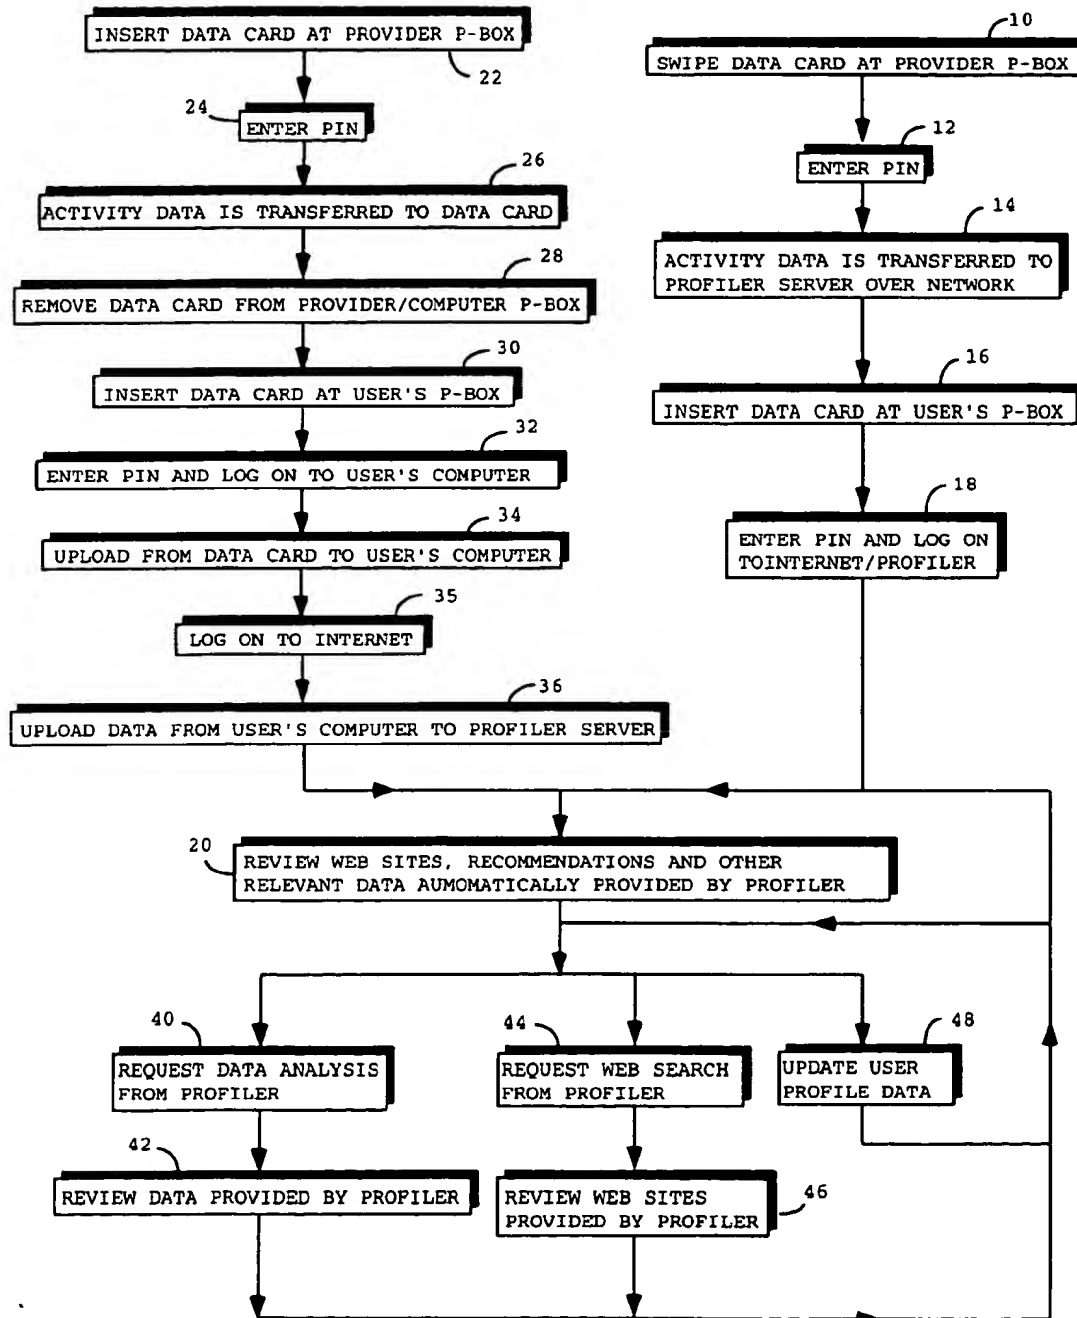 INSERT DATA CARD AT PROVIDER P-BOX
22
24
ENTER PIN
26
ACTIVITY DATA IS TRANSFERRED TO DATA CARD
28
REMOVE DATA CARD FROM PROVIDER/COMPUTER P-BOX
30
INSERT DATA CARD AT USER'S P-BOX
32
ENTER PIN AND LOG ON TO USER'S COMPUTER
34
UPLOAD FROM DATA CARD TO USER'S COMPUTER
35
LOG ON TO INTERNET
36
UPLOAD DATA FROM USER'S COMPUTER TO PROFILER SERVER
10
SWIPE DATA CARD AT PROVIDER P-BOX
12
ENTER PIN
14
ACTIVITY DATA IS TRANSFERRED TO
PROFILER SERVER OVER NETWORK
16
INSERT DATA CARD AT USER'S P-BOX
18
ENTER PIN AND LOG ON
TOINTERNET/PROFILER
20
REVIEW WEB SITES, RECOMMENDATIONS AND OTHER
RELEVANT DATA AUMOMATICALLY PROVIDED BY PROFILER
40
REQUEST DATA ANALYSIS
FROM PROFILER
42
REVIEW DATA PROVIDED BY PROFILER
44
REQUEST WEB SEARCH
FROM PROFILER
REVIEW WEB SITES
PROVIDED BY PROFILER
46
48
UPDATE USER
PROFILE DATA